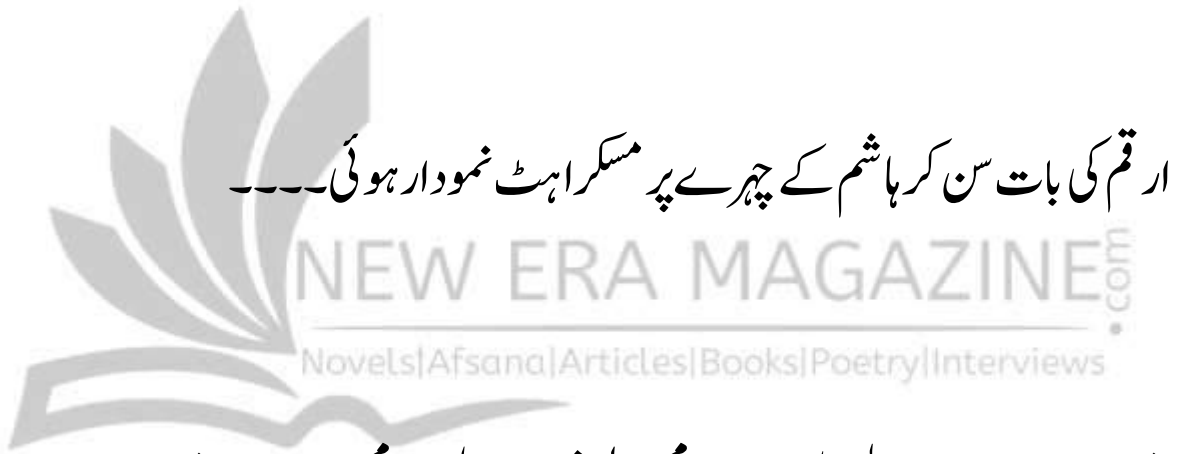 ارقم کی بات سن کر ہاشم کے چہرے پر مسکراہٹ نمودار ہوئی۔۔۔۔
NEW ERA MAGAZINE.com
Novels|Afsana|Articles|Books|Poetry|Interviews